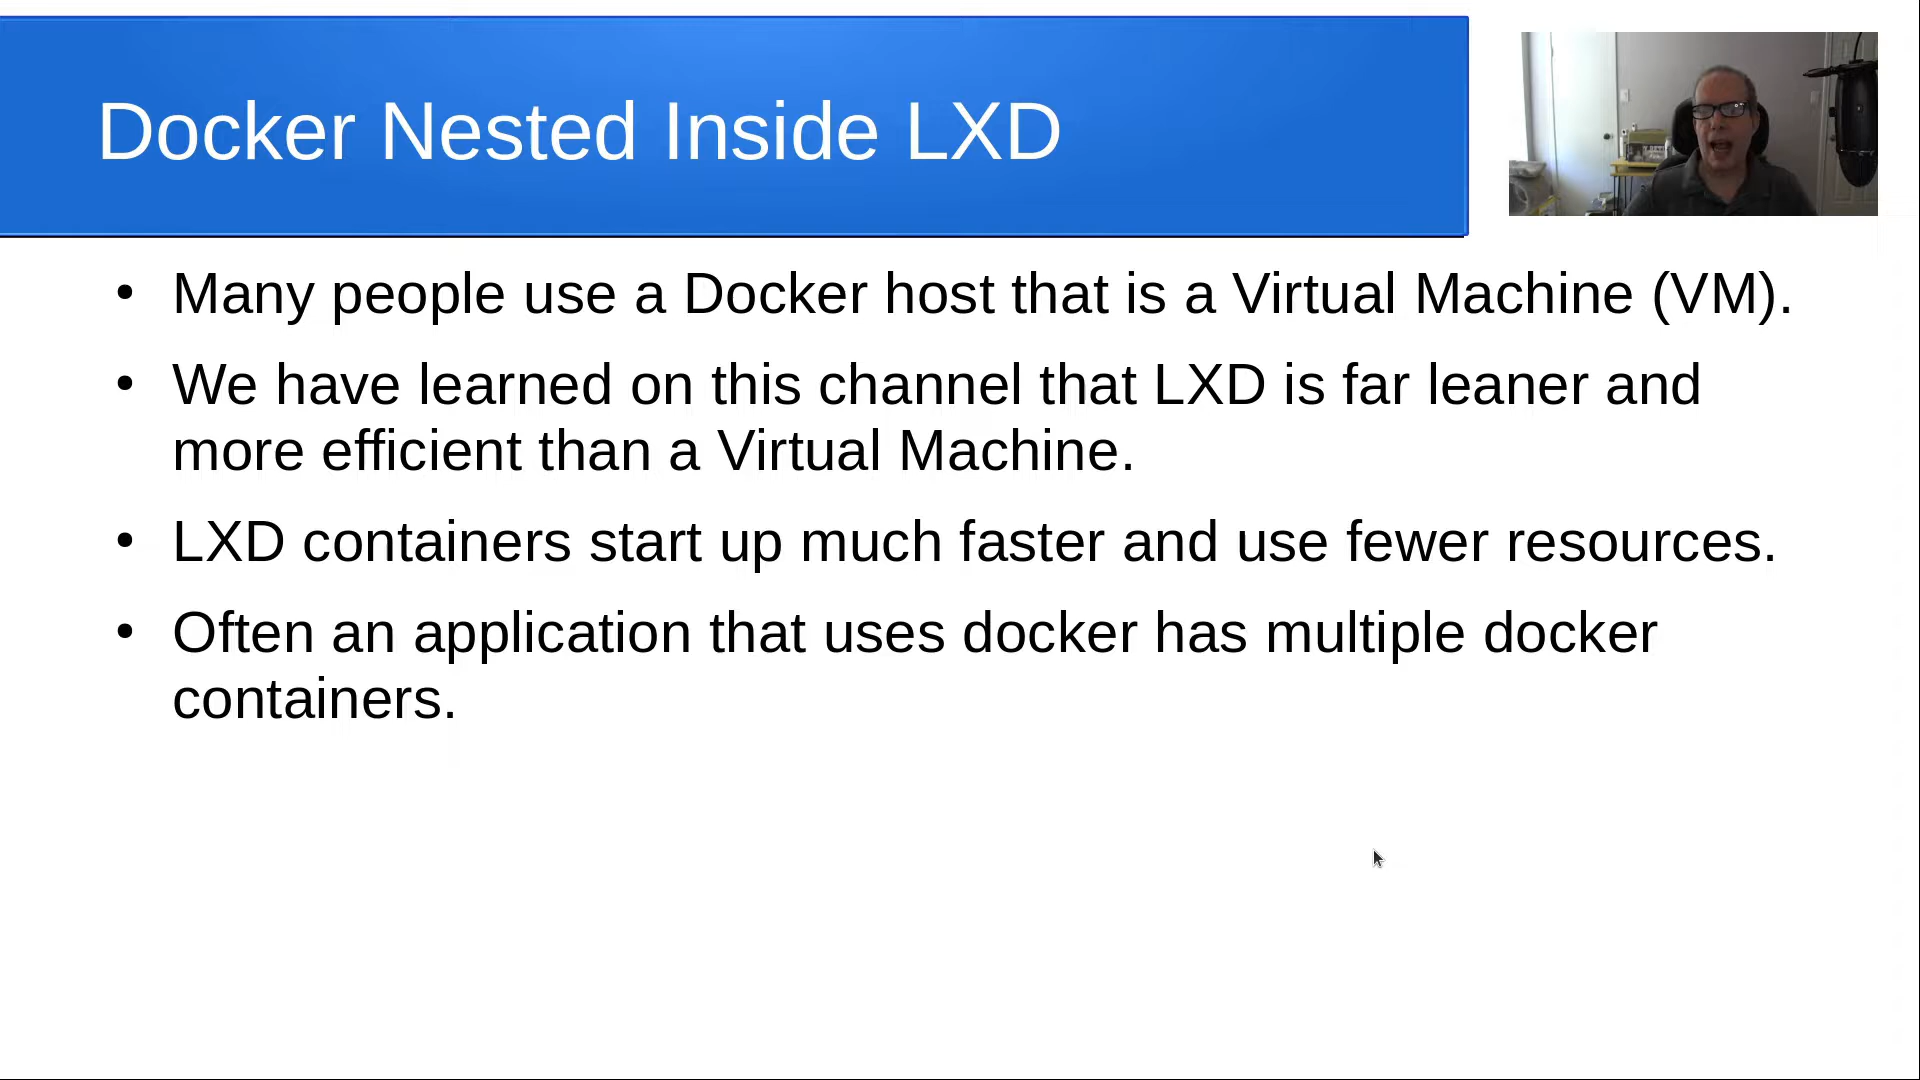 Docker Nested Inside LXD
• Many people use a Docker host that is a Virtual Machine (VM).
• We have learned on this channel that LXD is far leaner and
more efficient than a Virtual Machine.
• LXD containers start up much faster and use fewer resources.
• Often an application that uses docker has multiple docker
containers.